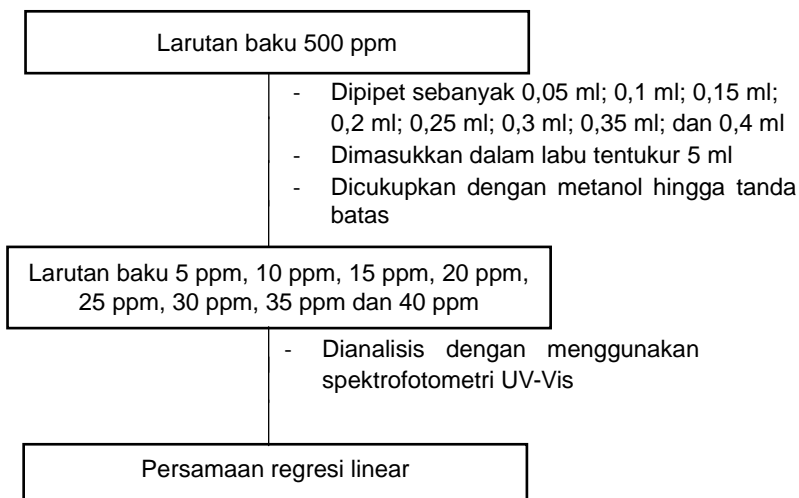 Larutan baku 500 ppm
- Dipipet sebanyak 0,05 ml; 0,1 ml; 0,15 ml;
0,2 ml; 0,25 ml; 0,3 ml; 0,35 ml; dan 0,4 ml
- Dimasukkan dalam labu tentukur 5 ml
- Dicukupkan dengan metanol hingga tanda
batas
Larutan baku 5 ppm, 10 ppm, 15 ppm, 20 ppm,
25 ppm, 30 ppm, 35 ppm dan 40 ppm
- Dianalisis dengan menggunakan
spektrofotometri UV-Vis
Persamaan regresi linear